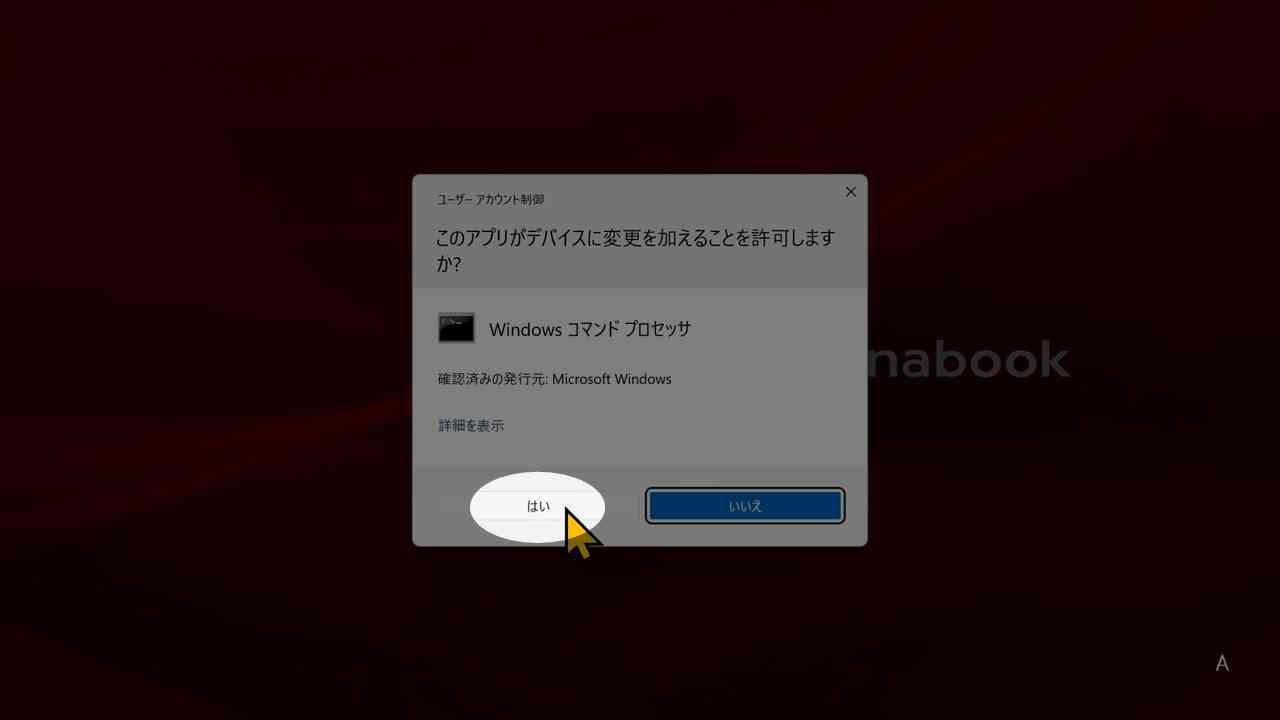 ユーザー アカウント制御
このアプリがデバイスに変更を加えることを許可します
か?
Windows コマンド プロセッサ
nabook
確認済みの発行元: Microsoft Windows
詳細を表示
はい
いいえ
A